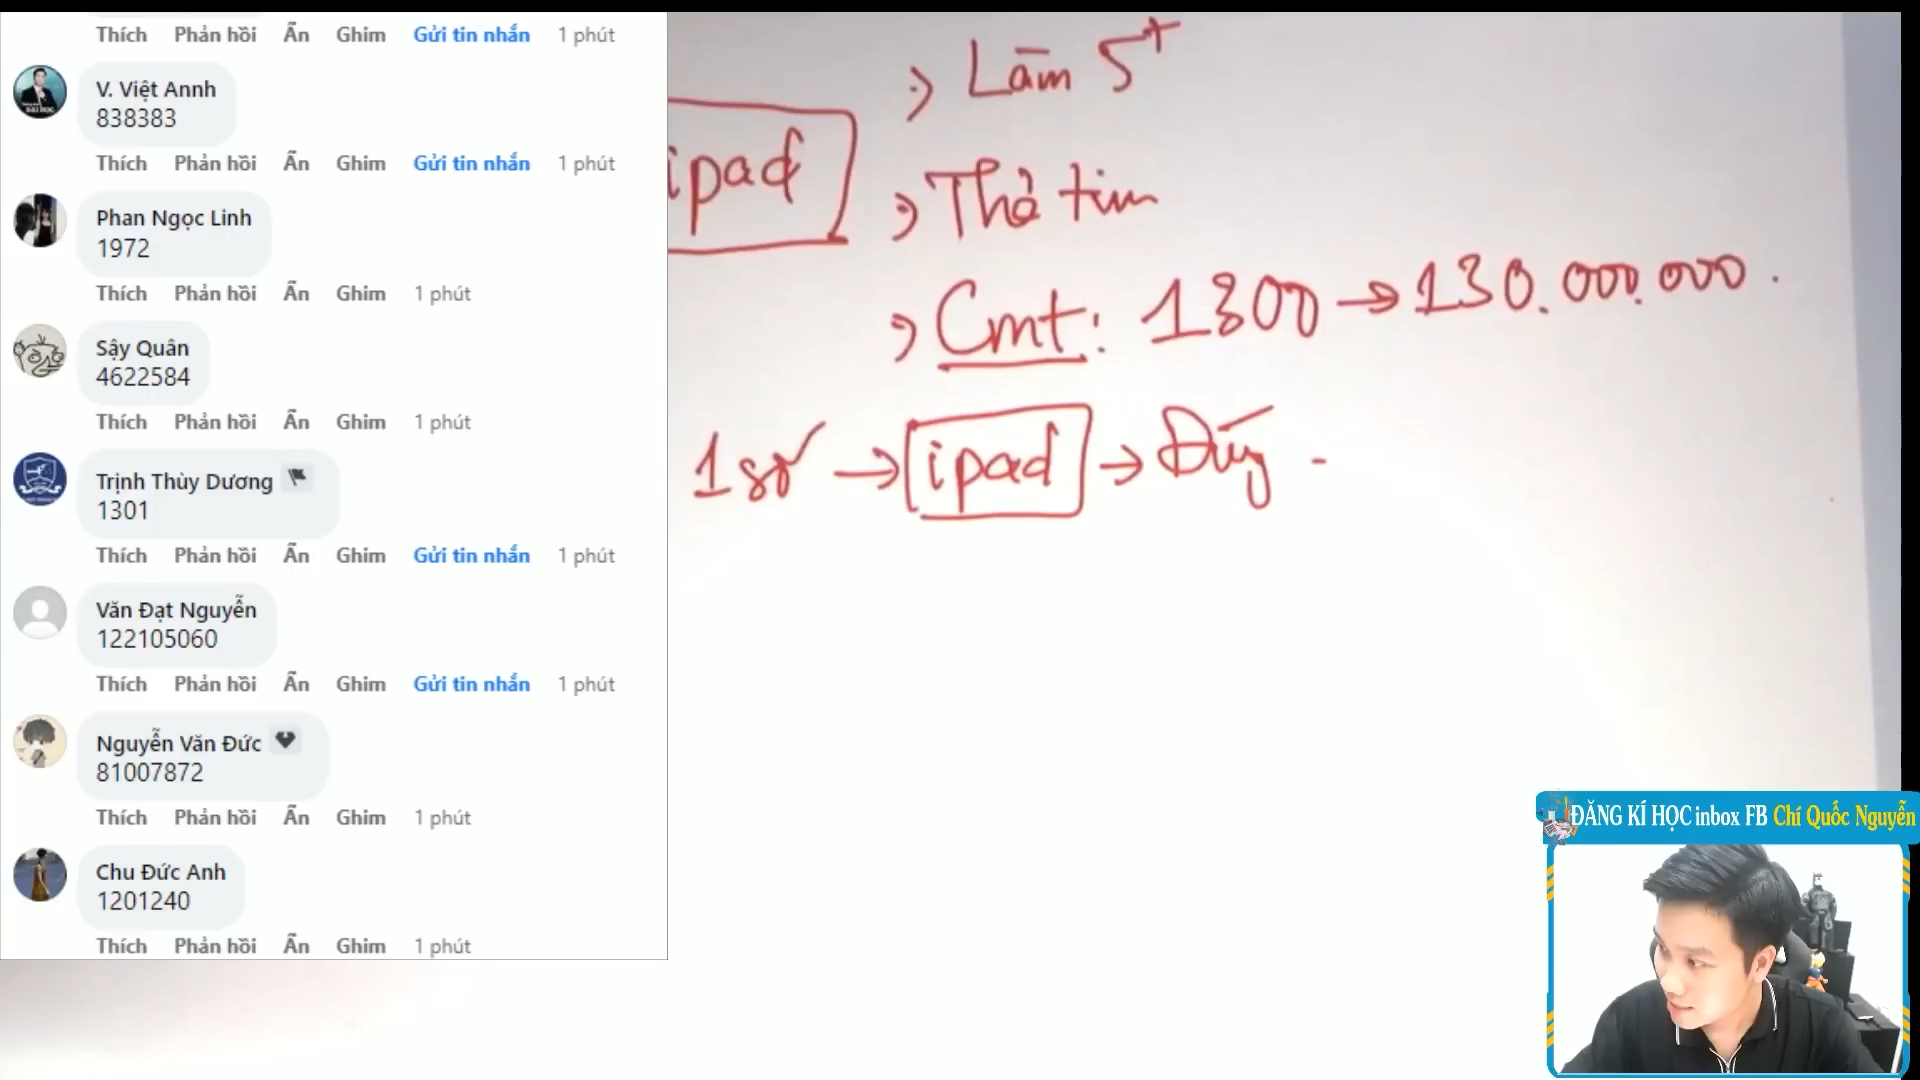 Thích Phản hồi Ẩn Ghim Gửi tin nhắn 1 phút
V. Việt Annh
838383
Thích Phản hồi Ẩn Ghim Gửi tin nhắn 1 phút
Phan Ngọc Linh
1972
Thích Phản hồi Ẩn Ghim 1 phút
Sậy Quân
4622584
Thích Phản hồi Ẩn Ghim 1 phút
Trịnh Thùy Dương
1301
Thích Phản hồi Ẩn Ghim Gửi tin nhắn 1 phút
Văn Đạt Nguyễn
122105060
Thích Phản hồi Ẩn Ghim Gửi tin nhắn 1 phút
Nguyễn Văn Đức
81007872
Thích Phản hồi Ẩn Ghim 1 phút
Chu Đức Anh
1201240
Thích Phản hồi Ẩn Ghim 1 phút
Làm 5+
ipad
Thả tim
Cmt: 1300 → 130.000.000.
1 số → ipad → Đúng.
ĐĂNG KÍ HỌC inbox FB Chí Quốc Nguyễn